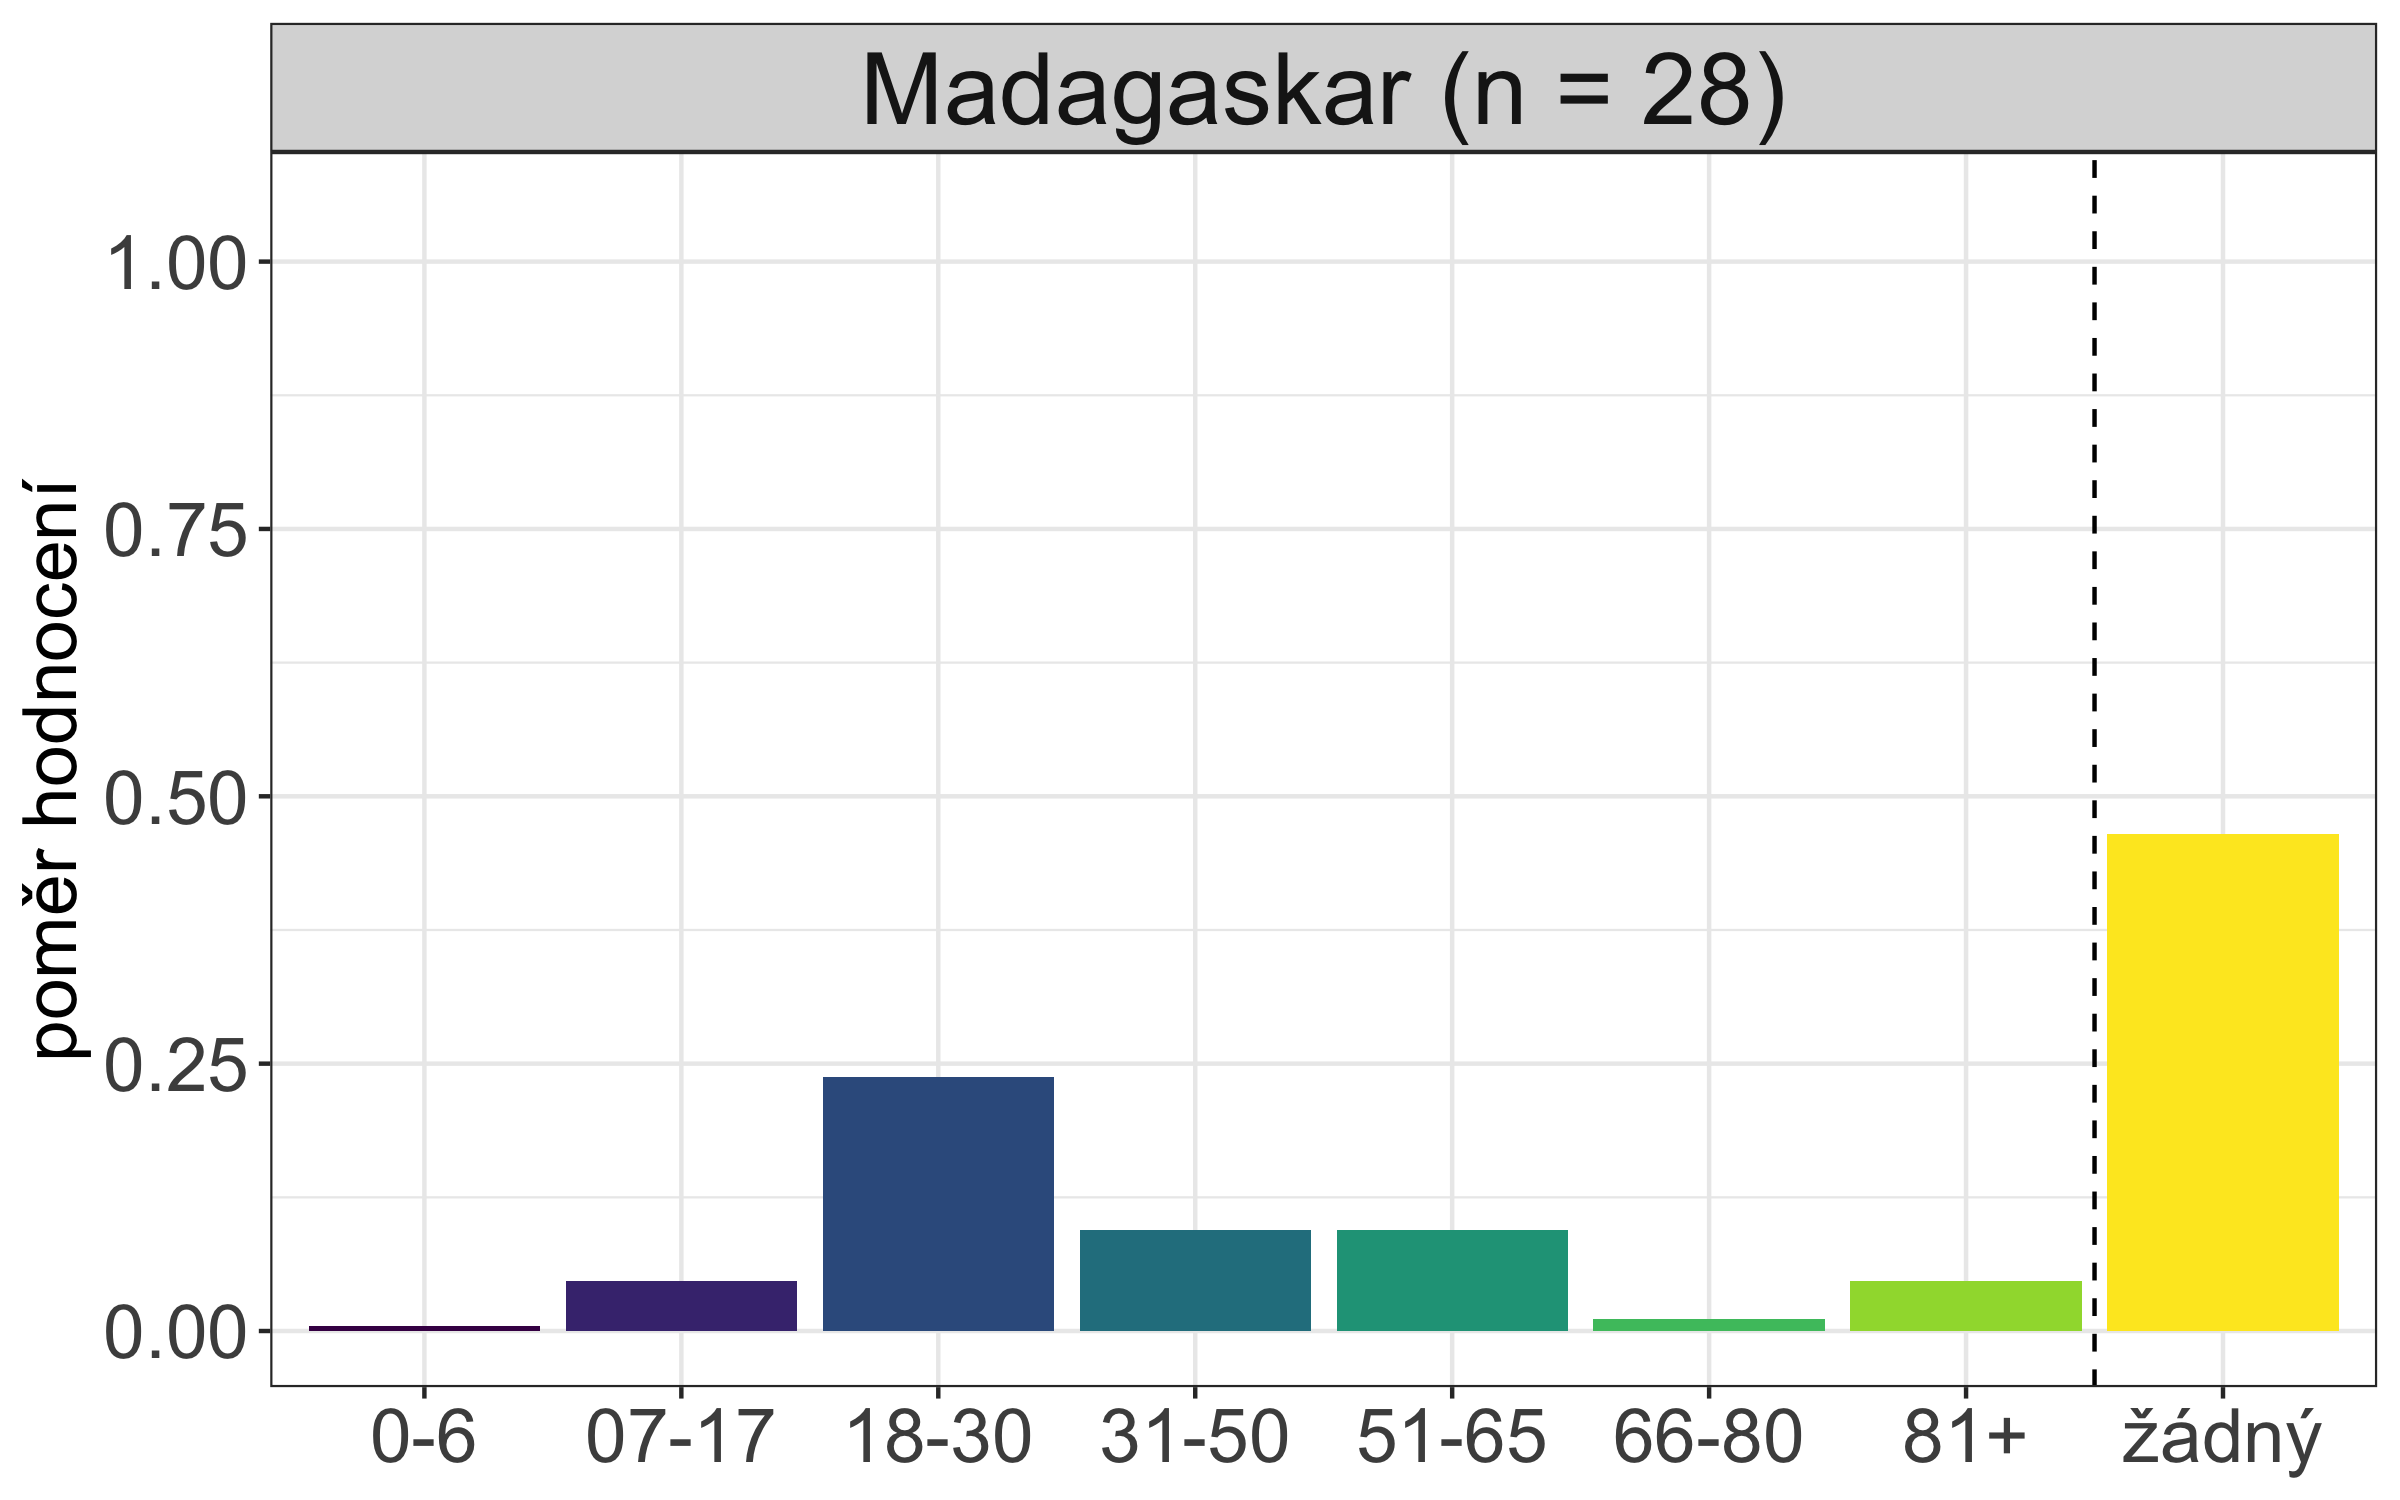 Madagaskar (n = 28)
poměr hodnocení
1.00
0.75
0.50
0.25
0.00
0-6 07-17 18-30 31-50 51-65 66-80 81+ žádný